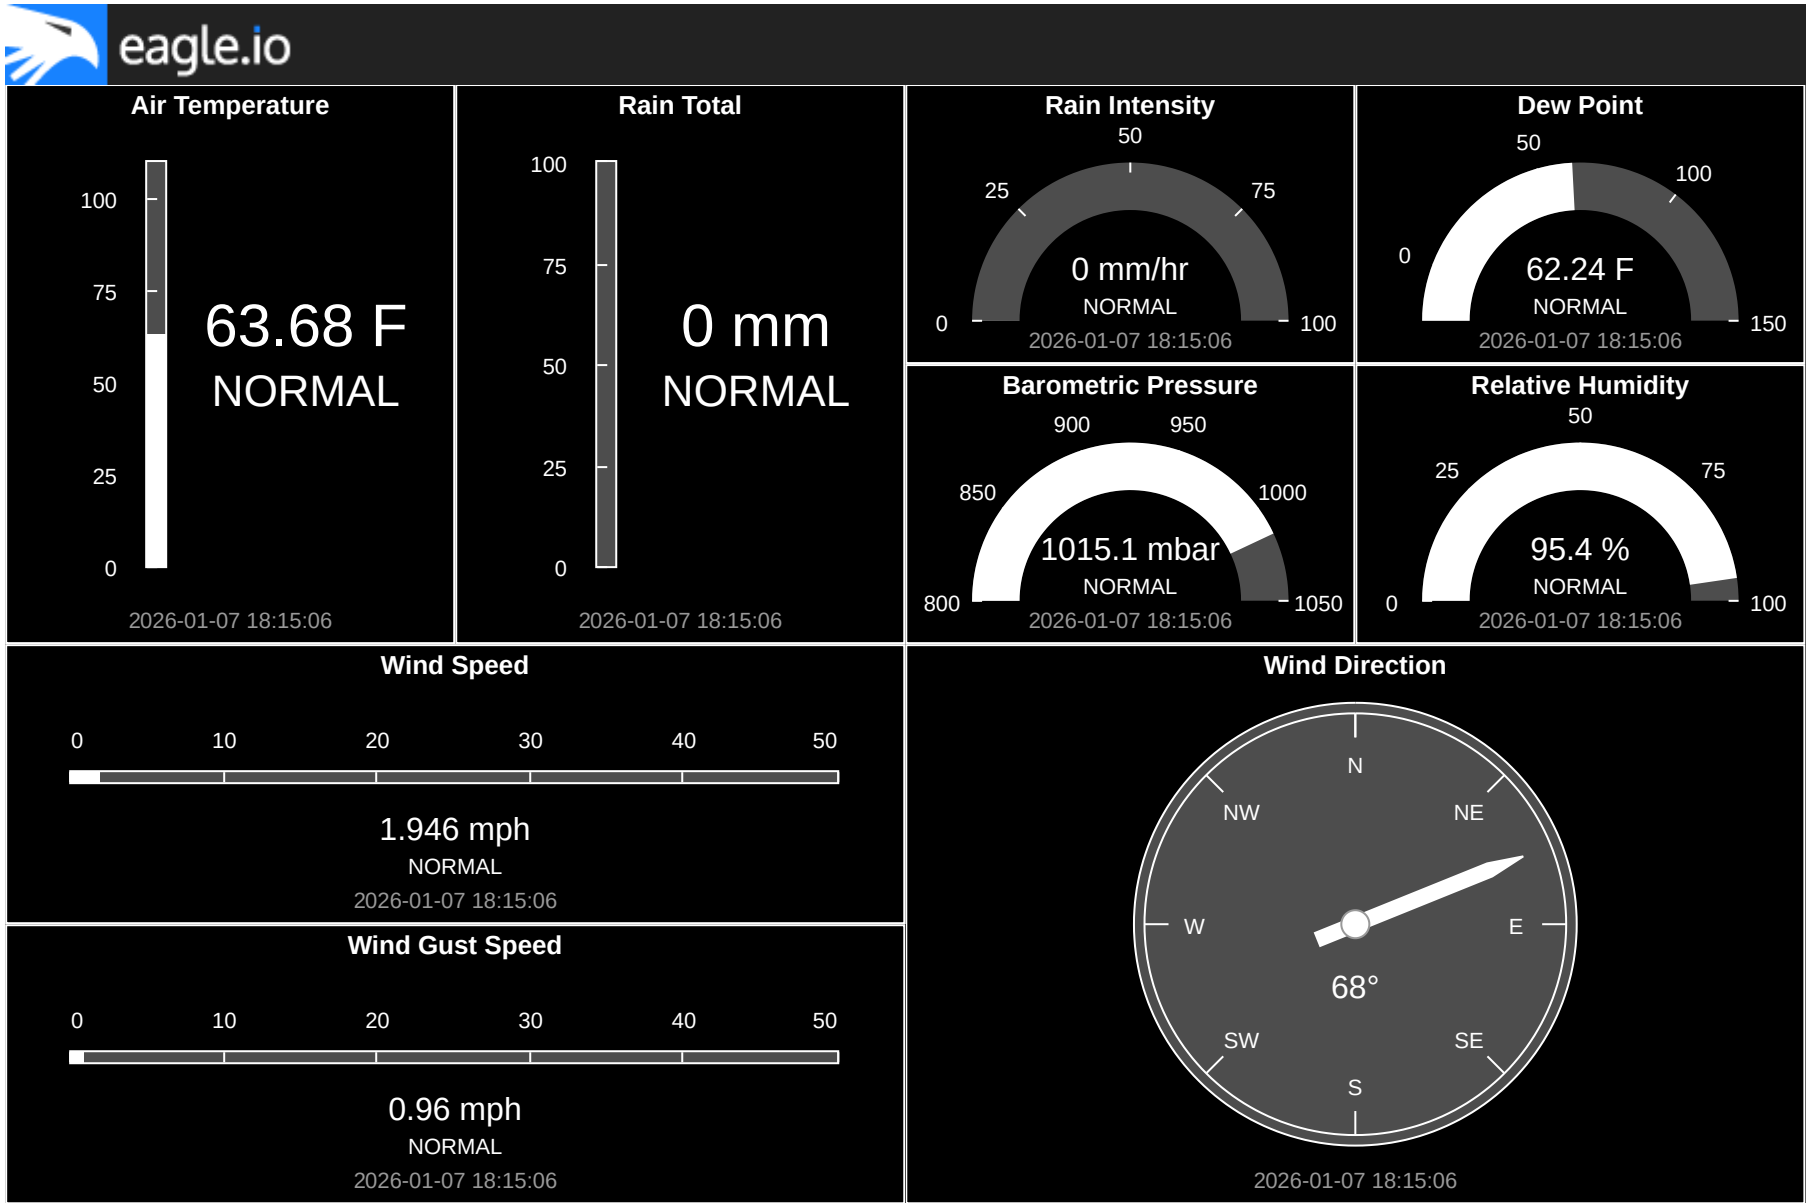 eagle.io
Air Temperature
100
75
50
25
0
63.68 F
NORMAL
2026-01-07 18:15:06
Rain Total
100
75
50
25
0
0 mm
NORMAL
2026-01-07 18:15:06
Rain Intensity
0
25
50
75
100
0 mm/hr
NORMAL
2026-01-07 18:15:06
Dew Point
0
50
100
150
62.24 F
NORMAL
2026-01-07 18:15:06
Barometric Pressure
800
850
900
950
1000
1050
1015.1 mbar
NORMAL
2026-01-07 18:15:06
Relative Humidity
0
25
50
75
100
95.4 %
NORMAL
2026-01-07 18:15:06
Wind Speed
0 10 20 30 40 50
1.946 mph
NORMAL
2026-01-07 18:15:06
Wind Gust Speed
0 10 20 30 40 50
0.96 mph
NORMAL
2026-01-07 18:15:06
Wind Direction
N
NW NE
W E
68°
SW SE
S
2026-01-07 18:15:06